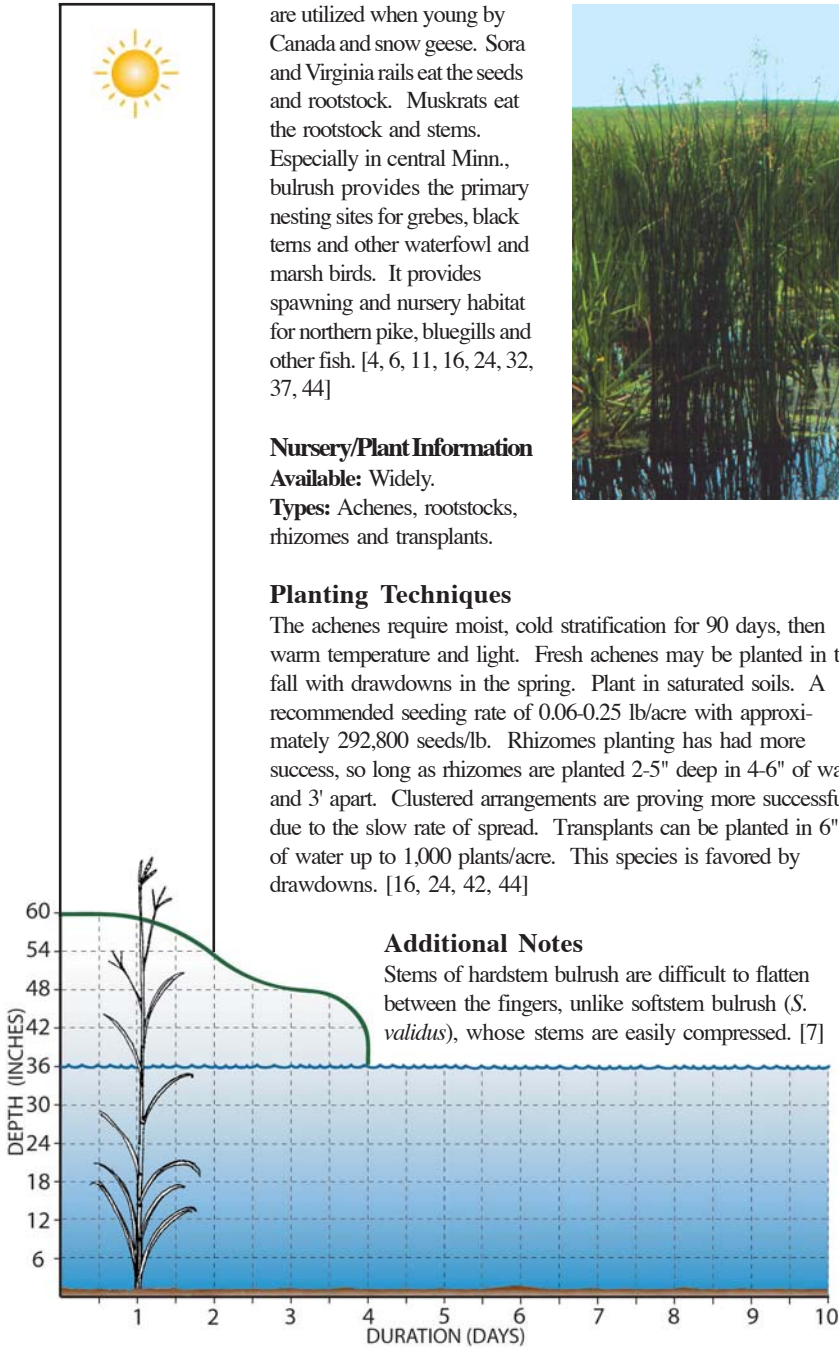 are utilized when young by
Canada and snow geese. Sora
and Virginia rails eat the seeds
and rootstock. Muskrats eat
the rootstock and stems.
Especially in central Minn.,
bulrush provides the primary
nesting sites for grebes, black
terns and other waterfowl and
marsh birds. It provides
spawning and nursery habitat
for northern pike, bluegills and
other fish. [4, 6, 11, 16, 24, 32,
37, 44]
Nursery/Plant Information
Available: Widely.
Types: Achenes, rootstocks,
rhizomes and transplants.
Planting Techniques
The achenes require moist, cold stratification for 90 days, then
warm temperature and light. Fresh achenes may be planted in
fall with drawdowns in the spring. Plant in saturated soils. A
recommended seeding rate of 0.06-0.25 lb/acre with approxi-
mately 292,800 seeds/lb. Rhizomes planting has had more
success, so long as rhizomes are planted 2-5" deep in 4-6" of
and 3' apart. Clustered arrangements are proving more
due to the slow rate of spread. Transplants can be planted in 6"
of water up to 1,000 plants/acre. This species is favored by
drawdowns. [16, 24, 42, 44]
Additional Notes
Stems of hardstem bulrush are difficult to flatten
between the fingers, unlike softstem bulrush (S.
validus), whose stems are easily compressed. [7]
DEPTH (INCHES)
60
54
48
42
36
30
24
18
12
6
1 2 3 4 5 6 7 8 9 10
DURATION (DAYS)